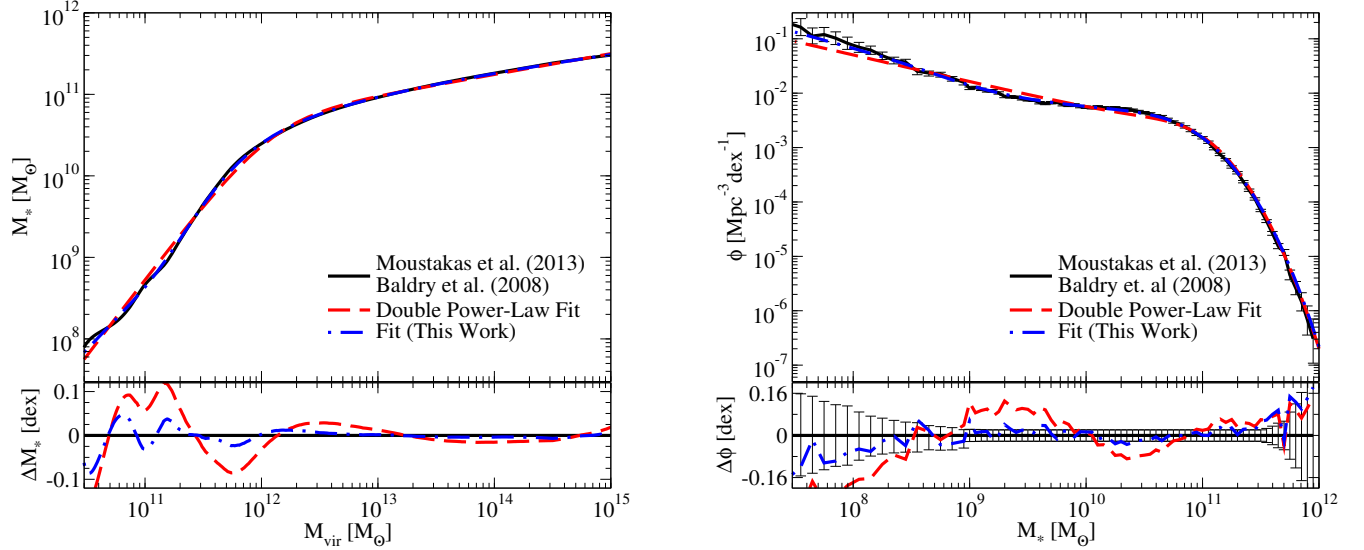 10^12
10^11
10^10
10^9
10^8
M_* [M_⊙]
Moustakas et al. (2013)
Baldry et. al (2008)
Double Power-Law Fit
Fit (This Work)
0.1
0
-0.1
ΔM_* [dex]
10^11
10^12
10^13
10^14
10^15
M_vir [M_⊙]
10^-1
10^-2
10^-3
10^-4
10^-5
10^-6
10^-7
ϕ [Mpc^-3 dex^-1]
Moustakas et al. (2013)
Baldry et. al (2008)
Double Power-Law Fit
Fit (This Work)
0.16
0
-0.16
Δϕ [dex]
10^8
10^9
10^10
10^11
10^12
M_* [M_⊙]